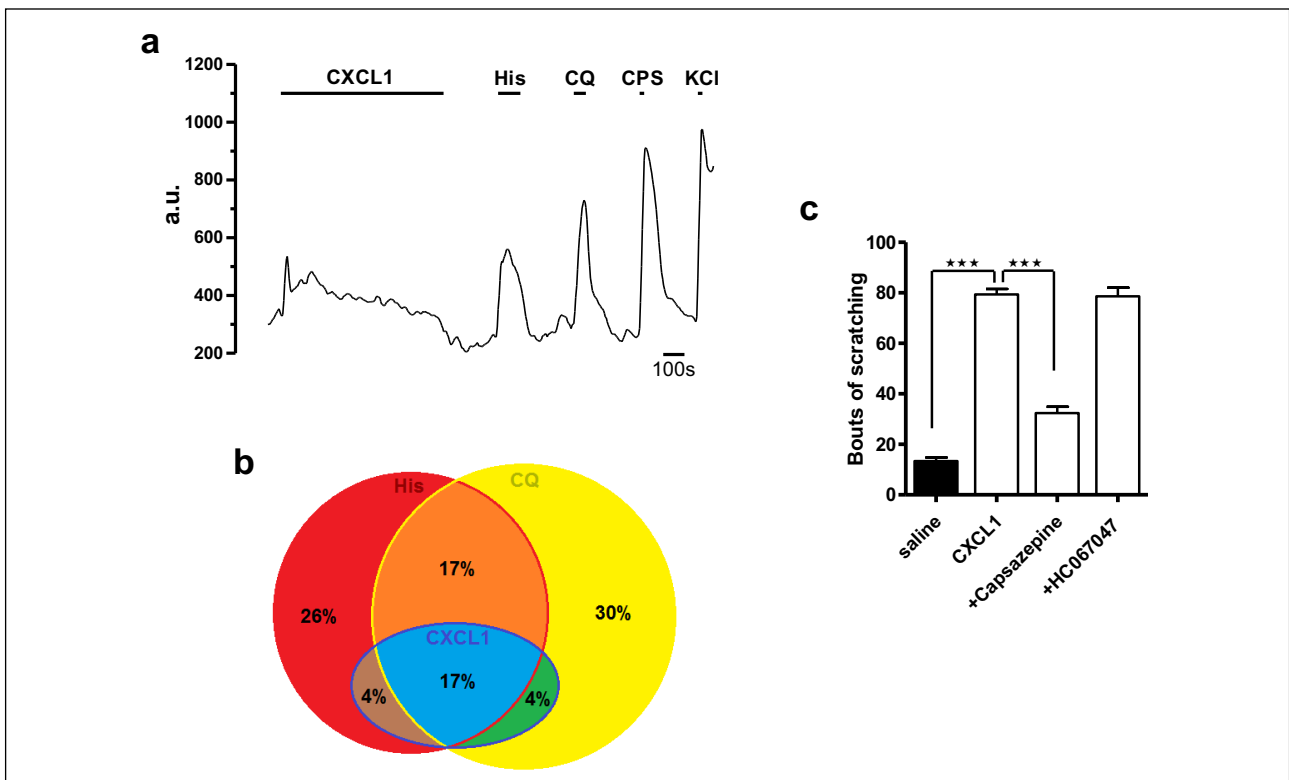 a
1200
1000
800
600
400
200
a.u.
CXCL1 His CQ CPS KCl
100s
b
His CQ
17%
26% 30%
CXCL1
17%
4% 4%
c
100
80
60
40
20
0
Bouts of scratching
★★★ ★★★
saline
CXCL1
+Capsazepine
+HC067047